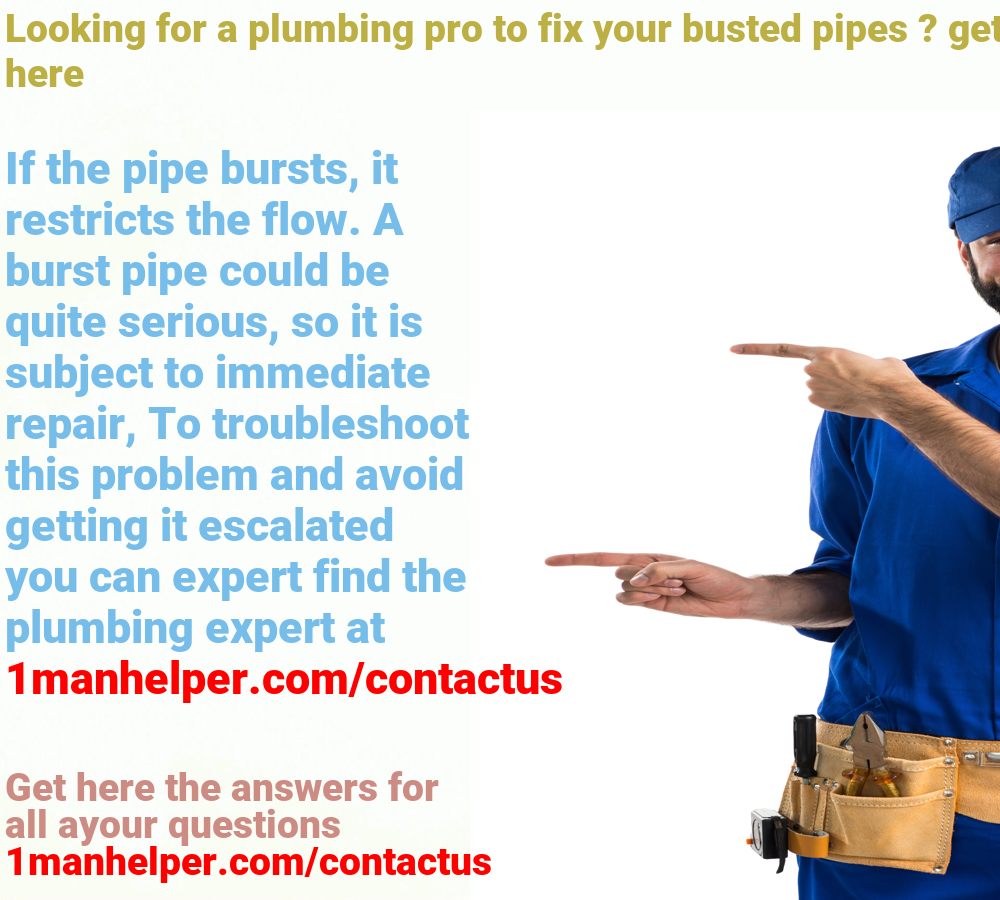 Looking for a plumbing pro to fix your busted pipes ? get
here
If the pipe bursts, it
restricts the flow. A
burst pipe could be
quite serious, so it is
subject to immediate
repair, To troubleshoot
this problem and avoid
getting it escalated
you can expert find the
plumbing expert at
1manhelper.com/contactus
Get here the answers for
all ayour questions
1manhelper.com/contactus